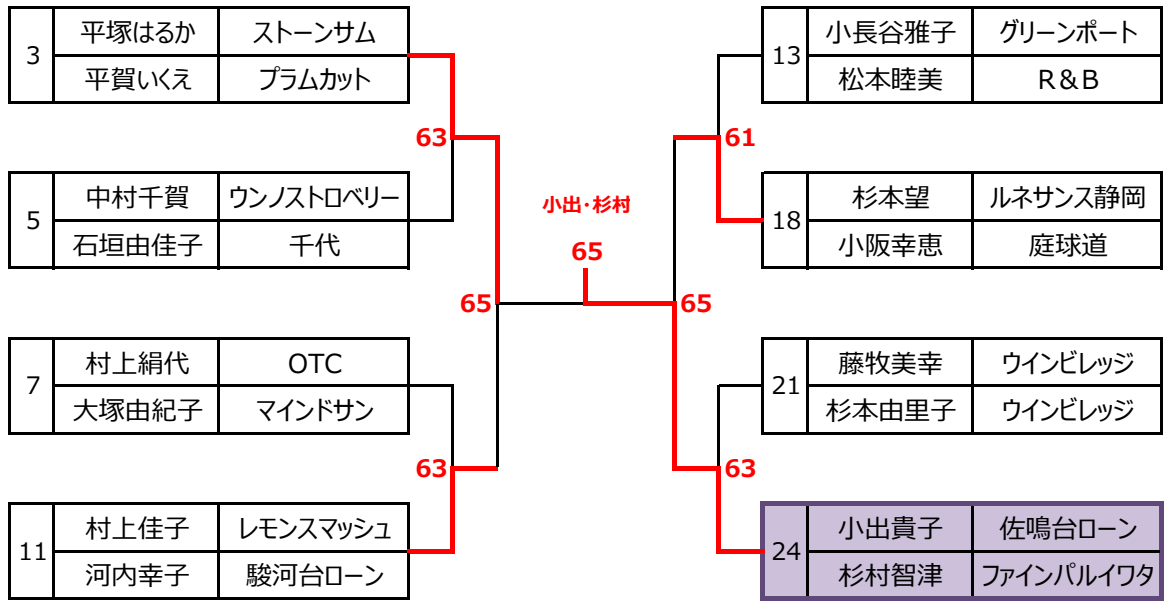 3 平塚はるか ストーンサム
平賀いくえ プラムカット
63
5 中村千賀 ウンノストロベリー
石垣由佳子 千代
65
7 村上絹代 OTC
大塚由紀子 マインドサン
63
11 村上佳子 レモンスマッシュ
河内幸子 駿河台ローン
小出・杉村
65
13 小長谷雅子 グリーンポート
松本睦美 R&B
61
18 杉本望 ルネサンス静岡
小阪幸恵 庭球道
65
21 藤牧美幸 ウインビレッジ
杉本由里子 ウインビレッジ
63
24 小出貴子 佐鳴台ローン
杉村智津 ファインパルイワタ